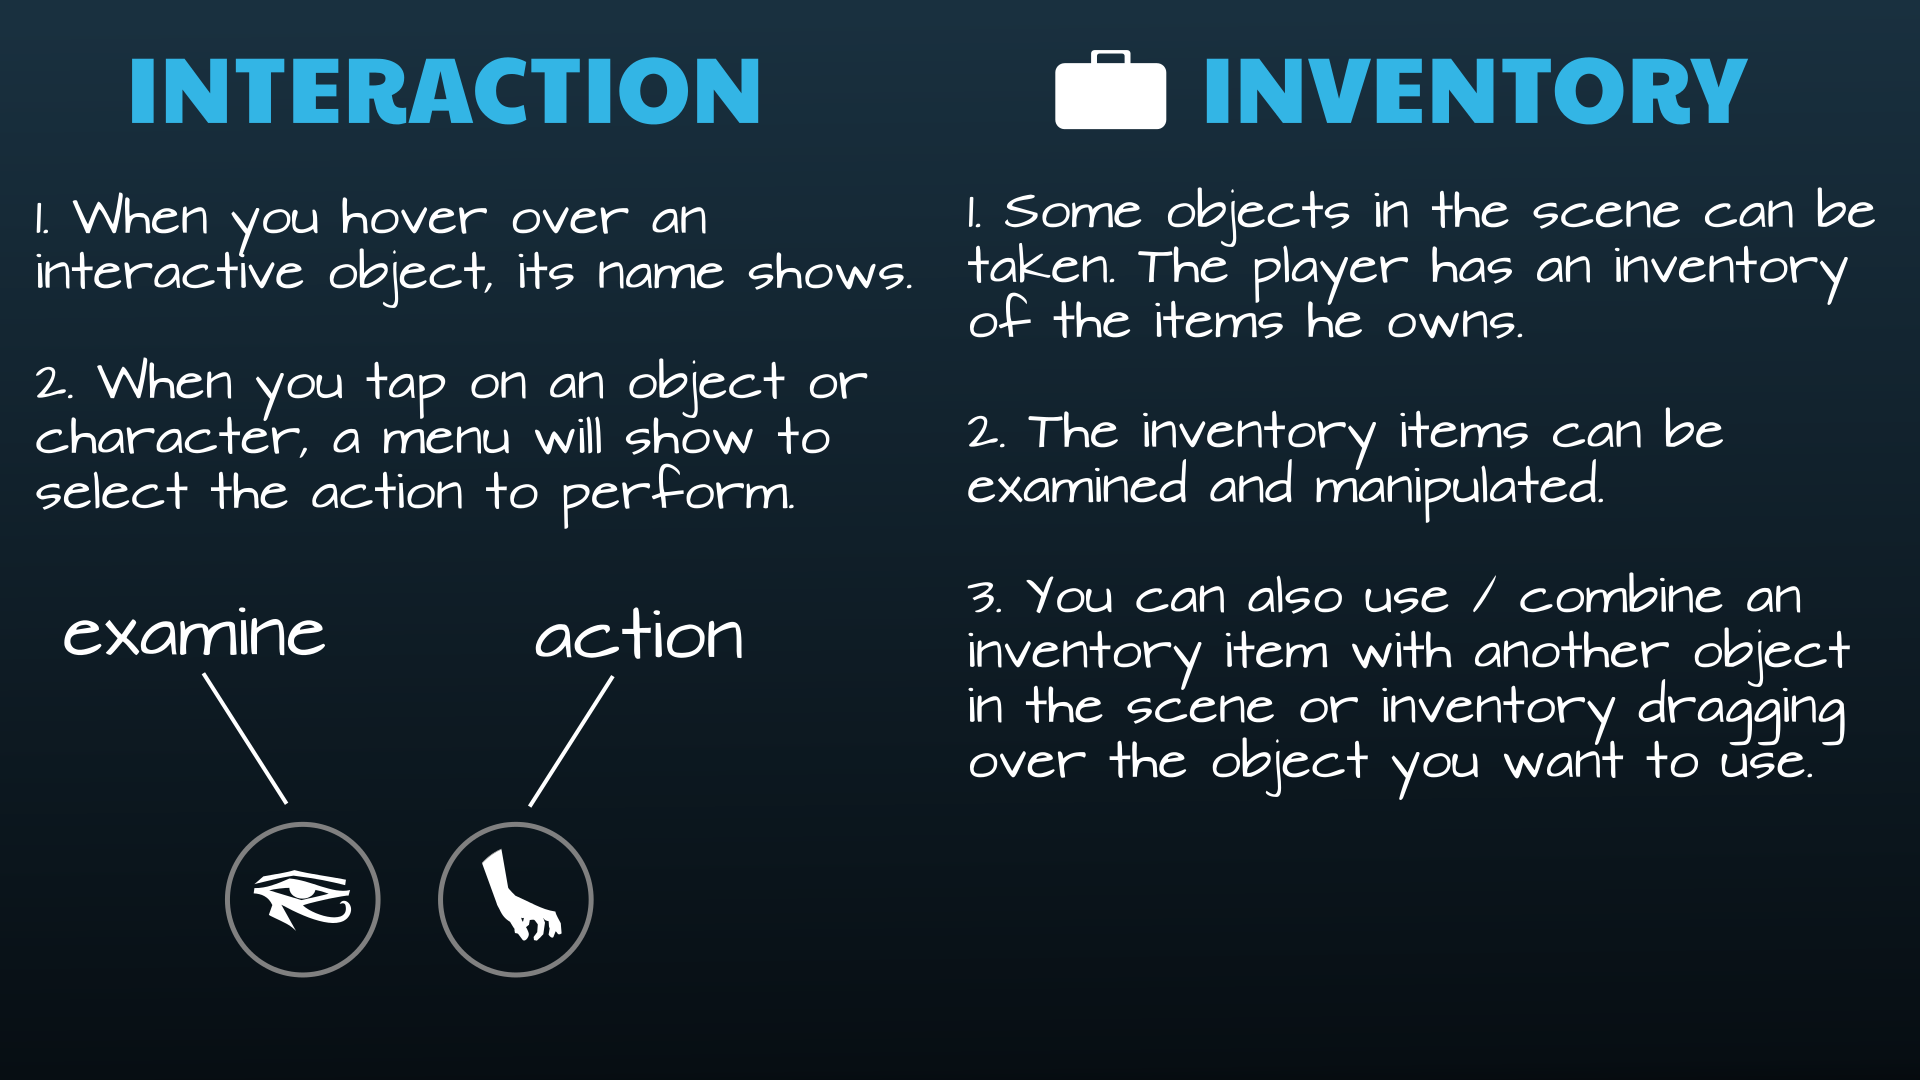 INTERACTION
1. When you hover over an
interactive object, its name shows.
2. When you tap on an object or
character, a menu will show to
select the action to perform.
examine
action
INVENTORY
1. Some objects in the scene can be
taken. The player has an inventory
of the items he owns.
2. The inventory items can be
examined and manipulated.
3. You can also use / combine an
inventory item with another object
in the scene or inventory dragging
over the object you want to use.